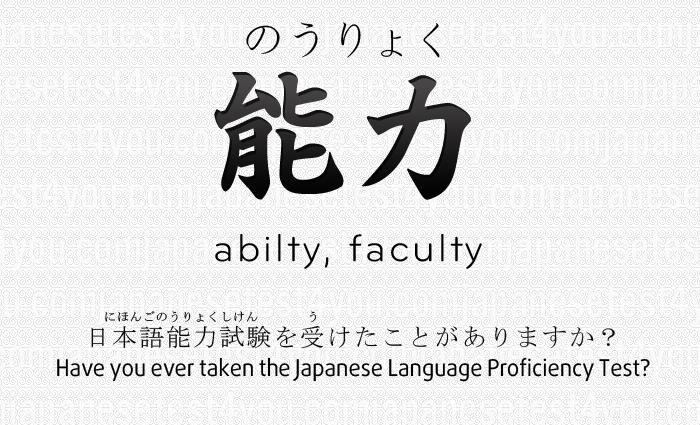 のうりょく
能力
abilty, faculty
にほんごのうりょくしけん う
日本語能力試験を受けたことがありますか？
Have you ever taken the Japanese Language Proficiency Test?